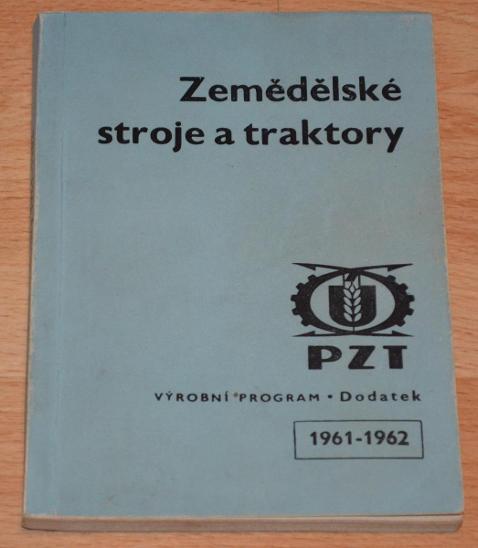 Zemědělské
stroje a traktory
PZT
VÝROBNÍ PROGRAM • Dodatek
1961-1962